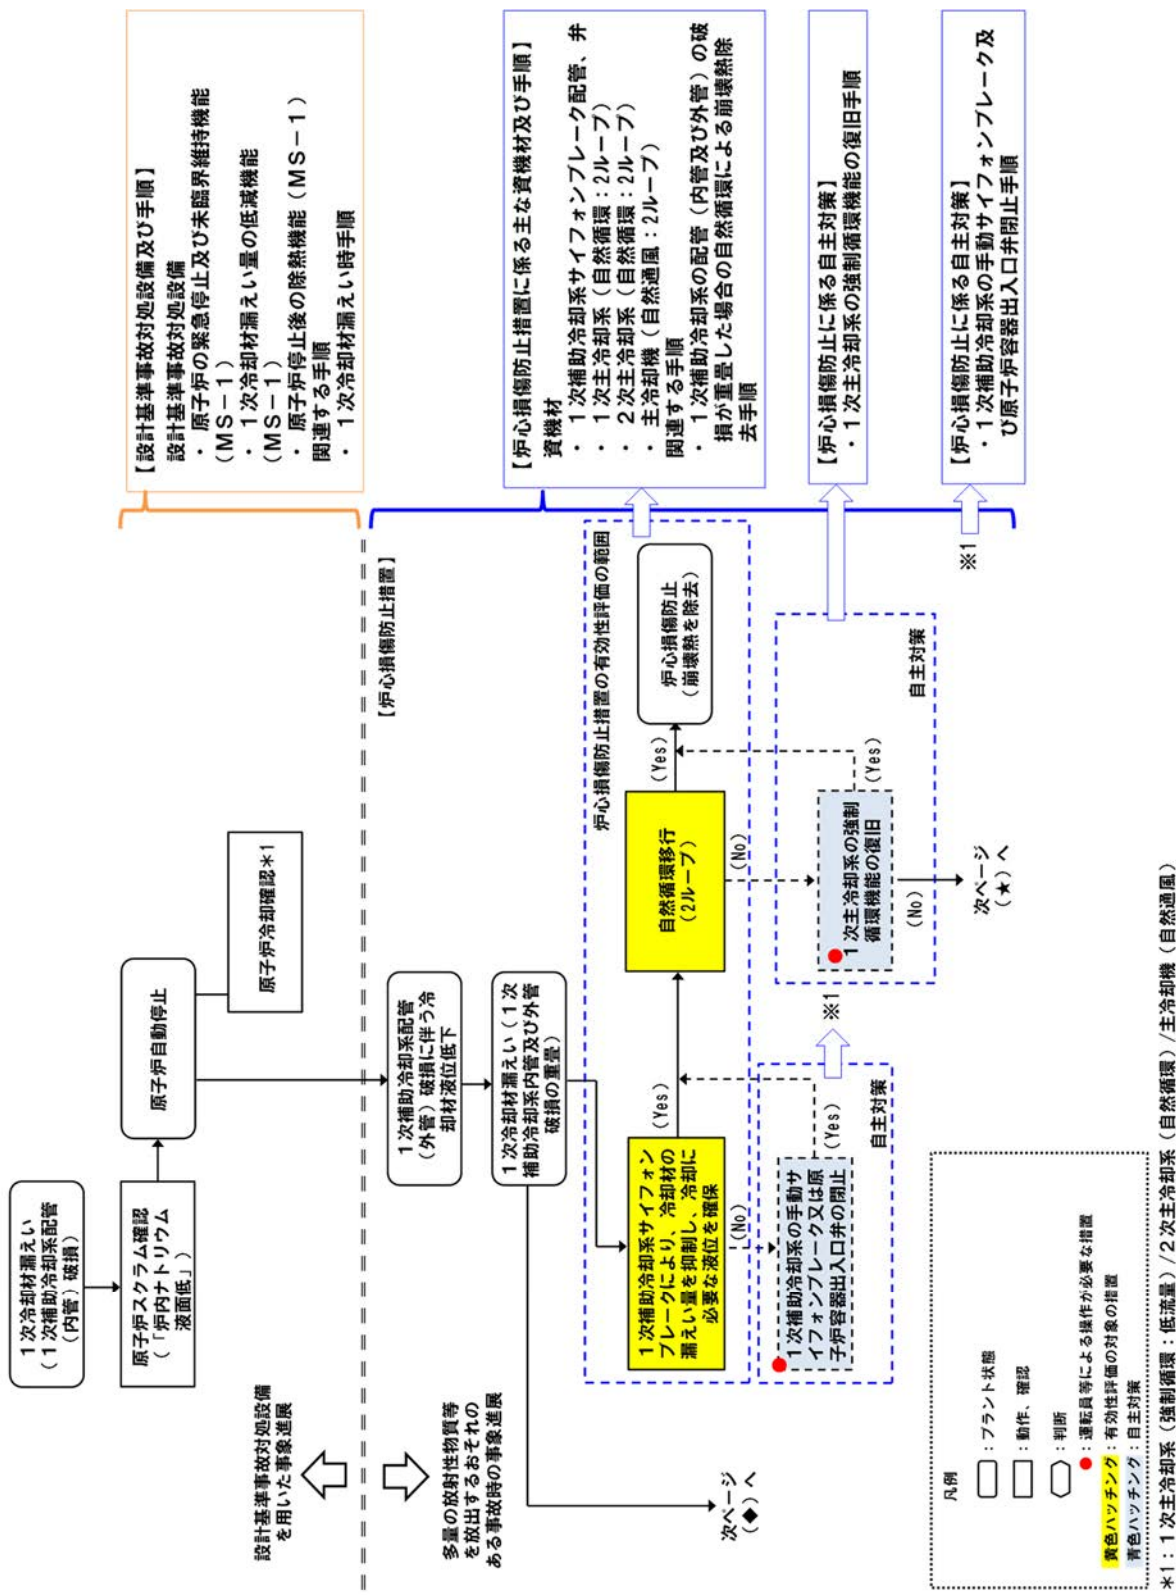 1次冷却材漏えい
(1次補助冷却系配管
(内管)破損)
原子炉スクラム確認
(「炉内ナトリウム
液面低」)
原子炉自動停止
原子炉冷却確認*1
設計基準事故対処設備
を用いた事象進展
多量の放射性物質等
を放出するおそれの
ある事故時の事象進展
【炉心損傷防止措置】
1次補助冷却系配管
(外管)破損に伴う冷
却材液位低下
1次冷却材漏えい(1次
補助冷却系内管及び外管
破損の重畳)
次ページ
(◆)へ
炉心損傷防止措置の有効性評価の範囲
1次補助冷却系サイフォン
ブレークにより、冷却材の
漏えい量を抑制し、冷却に
必要な液位を確保
(Yes)
(No)
自然循環移行
(2ループ)
(Yes)
(No)
炉心損傷防止
(崩壊熱を除去)
1次補助冷却系の手動サ
イフォンブレーク又は原
子炉容器出入口弁の閉止
(Yes)
自主対策
※1
1次主冷却系の強制
循環機能の復旧
(Yes)
(No)
自主対策
次ページ
(★)へ
※1
【設計基準事故対処設備及び手順】
設計基準事故対処設備
・原子炉の緊急停止及び未臨界維持機能
(MS-1)
・1次冷却材漏えい量の低減機能
(MS-1)
・原子炉停止後の除熱機能(MS-1)
関連する手順
・1次冷却材漏えい時手順
【炉心損傷防止措置に係る主な資機材及び手順】
資機材
・1次補助冷却系サイフォンブレーク配管、弁
・1次主冷却系(自然循環:2ループ)
・2次主冷却系(自然循環:2ループ)
・主冷却機(自然通風:2ループ)
関連する手順
・1次補助冷却系の配管(内管及び外管)の破
損が重畳した場合の自然循環による崩壊熱除
去手順
【炉心損傷防止に係る自主対策】
・1次主冷却系の強制循環機能の復旧手順
【炉心損傷防止に係る自主対策】
・1次補助冷却系の手動サイフォンブレーク及
び原子炉容器出入口弁閉止手順
凡例
:プラント状態
:動作、確認
:判断
:運転員等による操作が必要な措置
黄色ハッチング:有効性評価の対象の措置
青色ハッチング:自主対策
*1:1次主冷却系(強制循環:低流量)/2次主冷却系(自然循環)/主冷却機(自然通風)